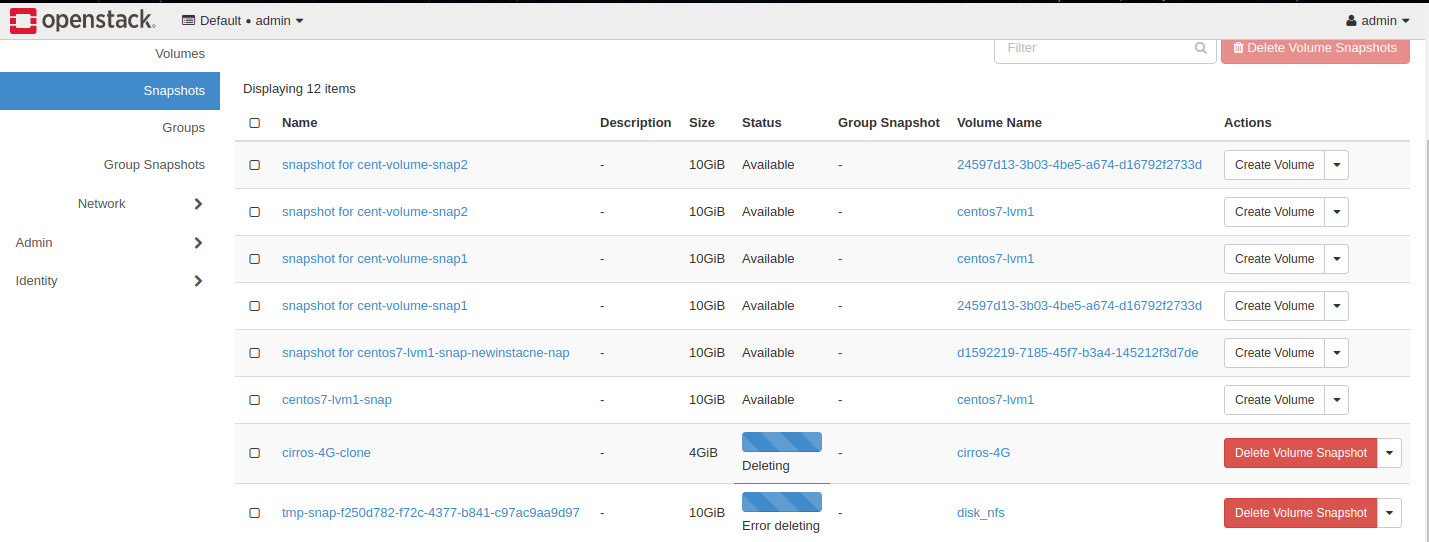 openstack. Default • admin admin
Volumes
Filter Delete Volume Snapshots
Snapshots
Displaying 12 items
Groups
Group Snapshots
Network
Admin
Identity
Name Description Size Status Group Snapshot Volume Name Actions
snapshot for cent-volume-snap2 - 10GiB Available - 24597d13-3b03-4be5-a674-d16792f2733d Create Volume
snapshot for cent-volume-snap2 - 10GiB Available - centos7-lvm1 Create Volume
snapshot for cent-volume-snap1 - 10GiB Available - centos7-lvm1 Create Volume
snapshot for cent-volume-snap1 - 10GiB Available - 24597d13-3b03-4be5-a674-d16792f2733d Create Volume
snapshot for centos7-lvm1-snap-newinstacne-nap - 10GiB Available - d1592219-7185-45f7-b3a4-145212f3d7de Create Volume
centos7-lvm1-snap - 10GiB Available - centos7-lvm1 Create Volume
cirros-4G-clone - 4GiB Deleting - cirros-4G Delete Volume Snapshot
tmp-snap-f250d782-f72c-4377-b841-c97ac9aa9d97 - 10GiB Error deleting - disk_nfs Delete Volume Snapshot